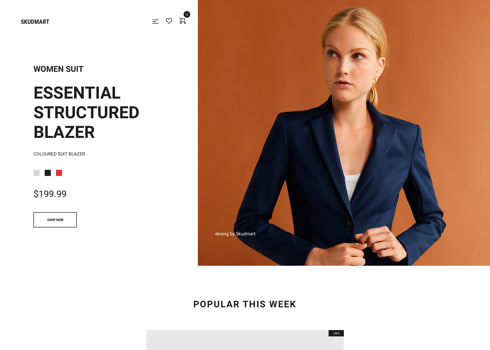 SKUDMART
0
WOMEN SUIT
ESSENTIAL
STRUCTURED
BLAZER
COLOURED SUIT BLAZER
$199.99
SHOP NOW
desing by Skudmart
POPULAR THIS WEEK